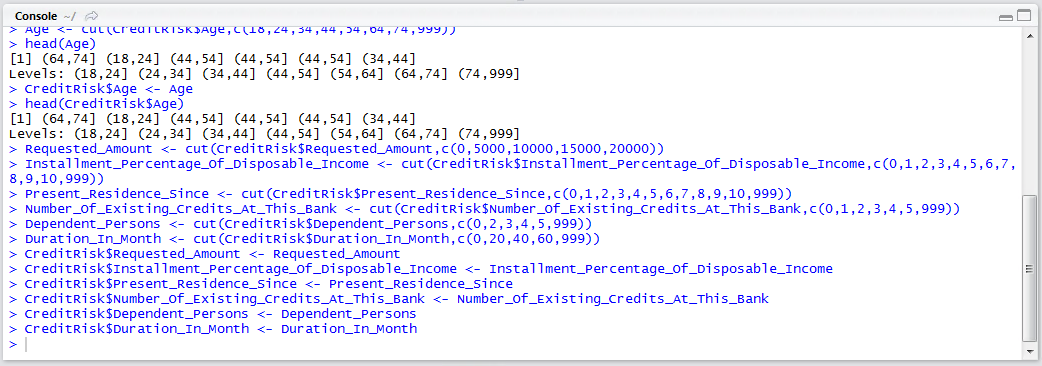 Console ~/
> Age <- cut(CreditRisk$Age,c(18,24,34,44,54,64,74,999))
> head(Age)
[1] (64,74] (18,24] (44,54] (44,54] (44,54] (34,44]
Levels: (18,24] (24,34] (34,44] (44,54] (54,64] (64,74] (74,999]
> CreditRisk$Age <- Age
> head(CreditRisk$Age)
[1] (64,74] (18,24] (44,54] (44,54] (44,54] (34,44]
Levels: (18,24] (24,34] (34,44] (44,54] (54,64] (64,74] (74,999]
> Requested_Amount <- cut(CreditRisk$Requested_Amount,c(0,5000,10000,15000,20000))
> Installment_Percentage_Of_Disposable_Income <- cut(CreditRisk$Installment_Percentage_Of_Disposable_Income,c(0,1,2,3,4,5,6,7,
8,9,10,999))
> Present_Residence_Since <- cut(CreditRisk$Present_Residence_Since,c(0,1,2,3,4,5,6,7,8,9,10,999))
> Number_Of_Existing_Credits_At_This_Bank <- cut(CreditRisk$Number_Of_Existing_Credits_At_This_Bank,c(0,1,2,3,4,5,999))
> Dependent_Persons <- cut(CreditRisk$Dependent_Persons,c(0,2,3,4,5,999))
> Duration_In_Month <- cut(CreditRisk$Duration_In_Month,c(0,20,40,60,999))
> CreditRisk$Requested_Amount <- Requested_Amount
> CreditRisk$Installment_Percentage_Of_Disposable_Income <- Installment_Percentage_Of_Disposable_Income
> CreditRisk$Present_Residence_Since <- Present_Residence_Since
> CreditRisk$Number_Of_Existing_Credits_At_This_Bank <- Number_Of_Existing_Credits_At_This_Bank
> CreditRisk$Dependent_Persons <- Dependent_Persons
> CreditRisk$Duration_In_Month <- Duration_In_Month
>